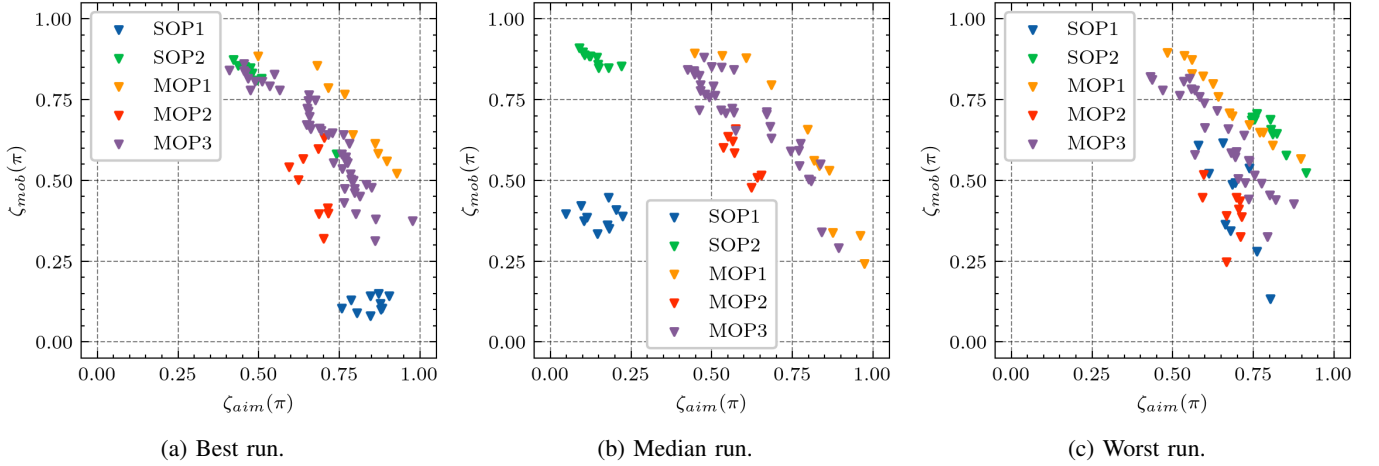 1.00
0.75
0.50
0.25
0.00
ζmob(π)
SOP1
SOP2
MOP1
MOP2
MOP3
0.00 0.25 0.50 0.75 1.00
ζaim(π)
(a) Best run.
1.00
0.75
0.50
0.25
0.00
ζmob(π)
SOP1
SOP2
MOP1
MOP2
MOP3
0.00 0.25 0.50 0.75 1.00
ζaim(π)
(b) Median run.
1.00
0.75
0.50
0.25
0.00
ζmob(π)
SOP1
SOP2
MOP1
MOP2
MOP3
0.00 0.25 0.50 0.75 1.00
ζaim(π)
(c) Worst run.